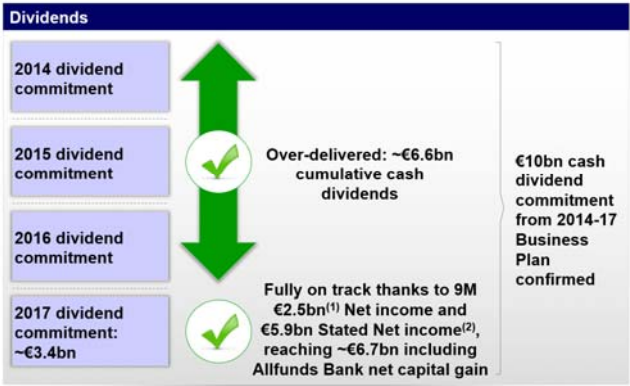 Dividends
2014 dividend
commitment
2015 dividend
commitment
2016 dividend
commitment
2017 dividend
commitment:
~€3.4bn
Over-delivered: ~€6.6bn
cumulative cash
dividends
Fully on track thanks to 9M
€2.5bn(1) Net income and
€5.9bn Stated Net income(2),
reaching ~€6.7bn including
Allfunds Bank net capital gain
€10bn cash
dividend
commitment
from 2014-17
Business
Plan
confirmed